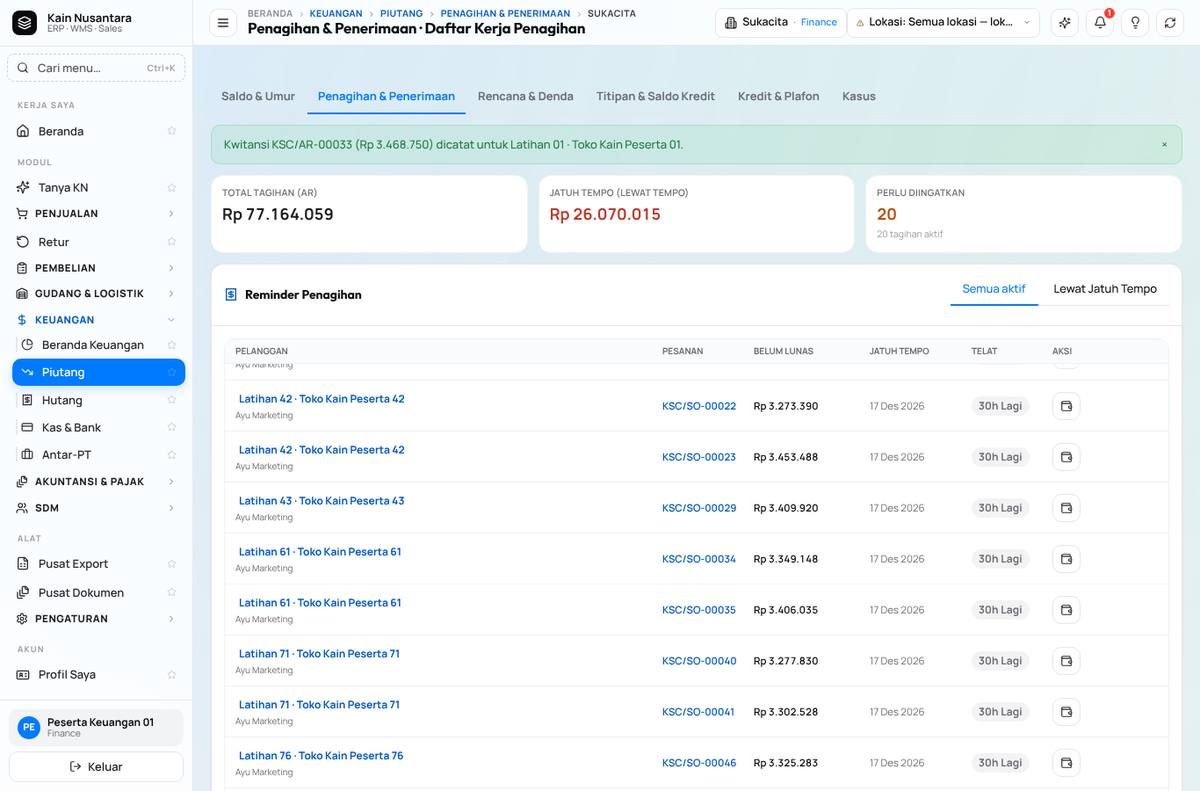 Kain Nusantara
ERP · WMS · Sales
Cari menu...
Ctrl+K
KERJA SAYA
Beranda
MODUL
Tanya KN
PENJUALAN
Retur
PEMBELIAN
GUDANG & LOGISTIK
KEUANGAN
Beranda Keuangan
Piutang
Hutang
Kas & Bank
Antar-PT
AKUNTANSI & PAJAK
SDM
ALAT
Pusat Export
Pusat Dokumen
PENGATURAN
AKUN
Profil Saya
PE
Peserta Keuangan 01
Finance
Keluar
BERANDA > KEUANGAN > PIUTANG > PENAGIHAN & PENERIMAAN > SUKACITA
Penagihan & Penerimaan · Daftar Kerja Penagihan
Sukacita · Finance
Lokasi: Semua lokasi — lok...
1
Saldo & Umur
Penagihan & Penerimaan
Rencana & Denda
Titipan & Saldo Kredit
Kredit & Plafon
Kasus
Kwitansi KSC/AR-00033 (Rp 3.468.750) dicatat untuk Latihan 01 · Toko Kain Peserta 01.
×
TOTAL TAGIHAN (AR)
Rp 77.164.059
JATUH TEMPO (LEWAT TEMPO)
Rp 26.070.015
PERLU DIINGATKAN
20
20 tagihan aktif
Reminder Penagihan
Semua aktif
Lewat Jatuh Tempo
PELANGGAN PESANAN BELUM LUNAS JATUH TEMPO TELAT AKSI
Ayu Marketing
Latihan 42 · Toko Kain Peserta 42 KSC/SO-00022 Rp 3.273.390 17 Des 2026 30h Lagi
Ayu Marketing
Latihan 42 · Toko Kain Peserta 42 KSC/SO-00023 Rp 3.453.488 17 Des 2026 30h Lagi
Ayu Marketing
Latihan 43 · Toko Kain Peserta 43 KSC/SO-00029 Rp 3.409.920 17 Des 2026 30h Lagi
Ayu Marketing
Latihan 61 · Toko Kain Peserta 61 KSC/SO-00034 Rp 3.349.148 17 Des 2026 30h Lagi
Ayu Marketing
Latihan 61 · Toko Kain Peserta 61 KSC/SO-00035 Rp 3.406.035 17 Des 2026 30h Lagi
Ayu Marketing
Latihan 71 · Toko Kain Peserta 71 KSC/SO-00040 Rp 3.277.830 17 Des 2026 30h Lagi
Ayu Marketing
Latihan 71 · Toko Kain Peserta 71 KSC/SO-00041 Rp 3.302.528 17 Des 2026 30h Lagi
Ayu Marketing
Latihan 76 · Toko Kain Peserta 76 KSC/SO-00046 Rp 3.325.283 17 Des 2026 30h Lagi
Ayu Marketing